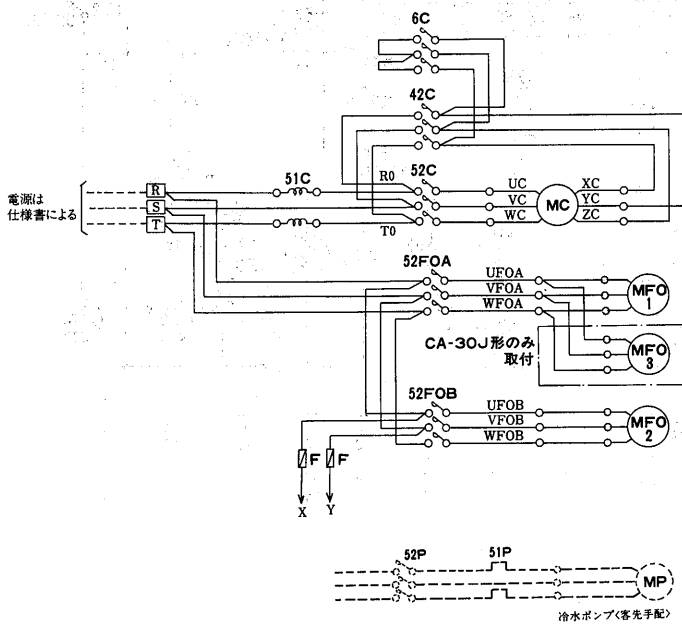 6C
42C
51C
R0
52C
UC
XC
R
VC
MC
YC
電源は
仕様書による
S
WC
ZC
T
T0
52FOA
UFOA
VFOA
MFO
1
WFOA
CA-30J形のみ
取付
MFO
3
52FOB
UFOB
VFOB
MFO
2
WFOB
F
F
X
Y
52P
51P
MP
冷水ポンプ<客先手配>